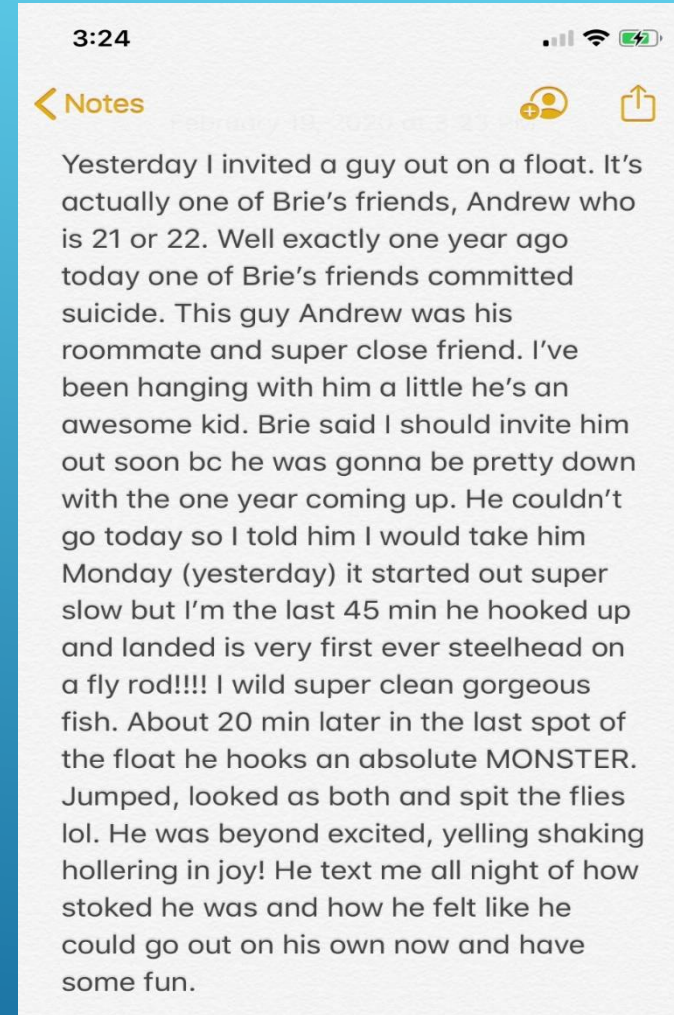 3:24
Notes
February 19, 2020 at 3:23 PM
Yesterday I invited a guy out on a float. It’s
actually one of Brie’s friends, Andrew who
is 21 or 22. Well exactly one year ago
today one of Brie’s friends committed
suicide. This guy Andrew was his
roommate and super close friend. I’ve
been hanging with him a little he’s an
awesome kid. Brie said I should invite him
out soon bc he was gonna be pretty down
with the one year coming up. He couldn’t
go today so I told him I would take him
Monday (yesterday) it started out super
slow but I’m the last 45 min he hooked up
and landed is very first ever steelhead on
a fly rod!!!! I wild super clean gorgeous
fish. About 20 min later in the last spot of
the float he hooks an absolute MONSTER.
Jumped, looked as both and spit the flies
lol. He was beyond excited, yelling shaking
hollering in joy! He text me all night of how
stoked he was and how he felt like he
could go out on his own now and have
some fun.